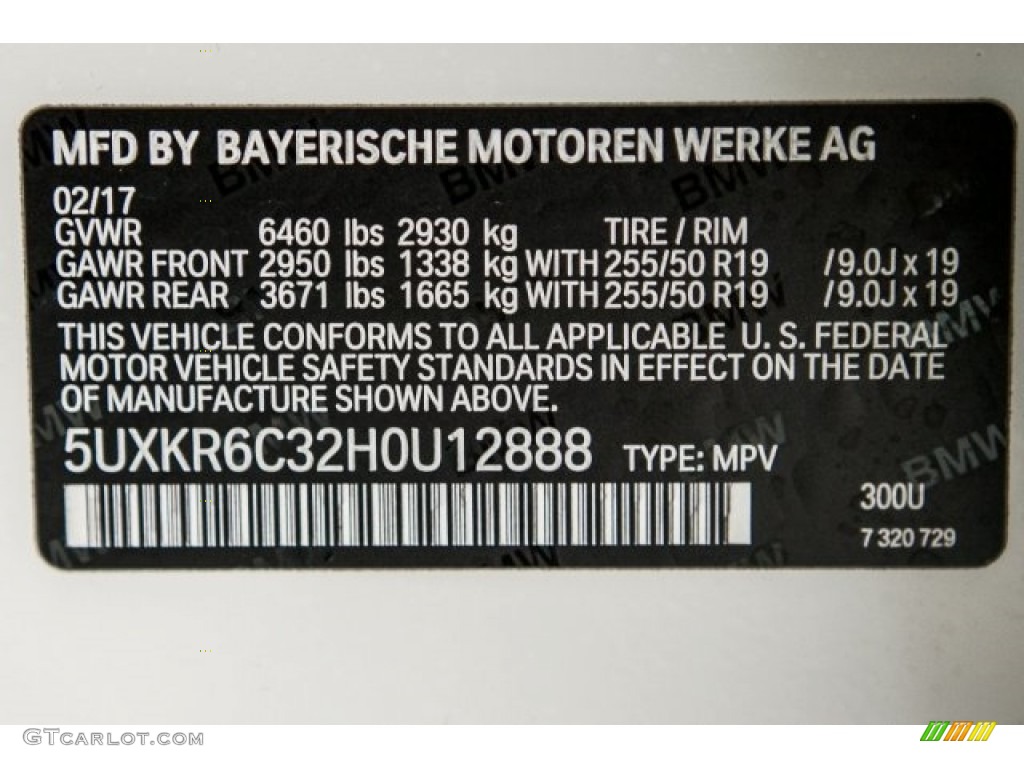 MFD BY BAYERISCHE MOTOREN WERKE AG
02/17
GVWR 6460 lbs 2930 kg TIRE / RIM
GAWR FRONT 2950 lbs 1338 kg WITH 255/50 R19 /9.0J x 19
GAWR REAR 3671 lbs 1665 kg WITH 255/50 R19 /9.0J x 19
THIS VEHICLE CONFORMS TO ALL APPLICABLE U. S. FEDERAL
MOTOR VEHICLE SAFETY STANDARDS IN EFFECT ON THE DATE
OF MANUFACTURE SHOWN ABOVE.
5UXKR6C32H0U12888 TYPE: MPV
300U
7 320 729
GTCARLOT.COM